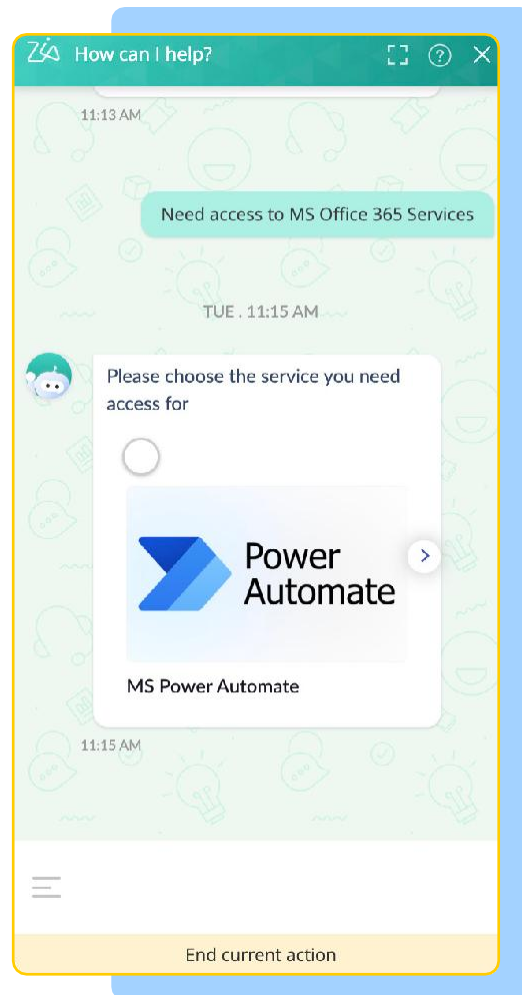 Zia How can I help?
11:13 AM
Need access to MS Office 365 Services
TUE . 11:15 AM
Please choose the service you need
access for
Power
Automate
MS Power Automate
11:15 AM
End current action